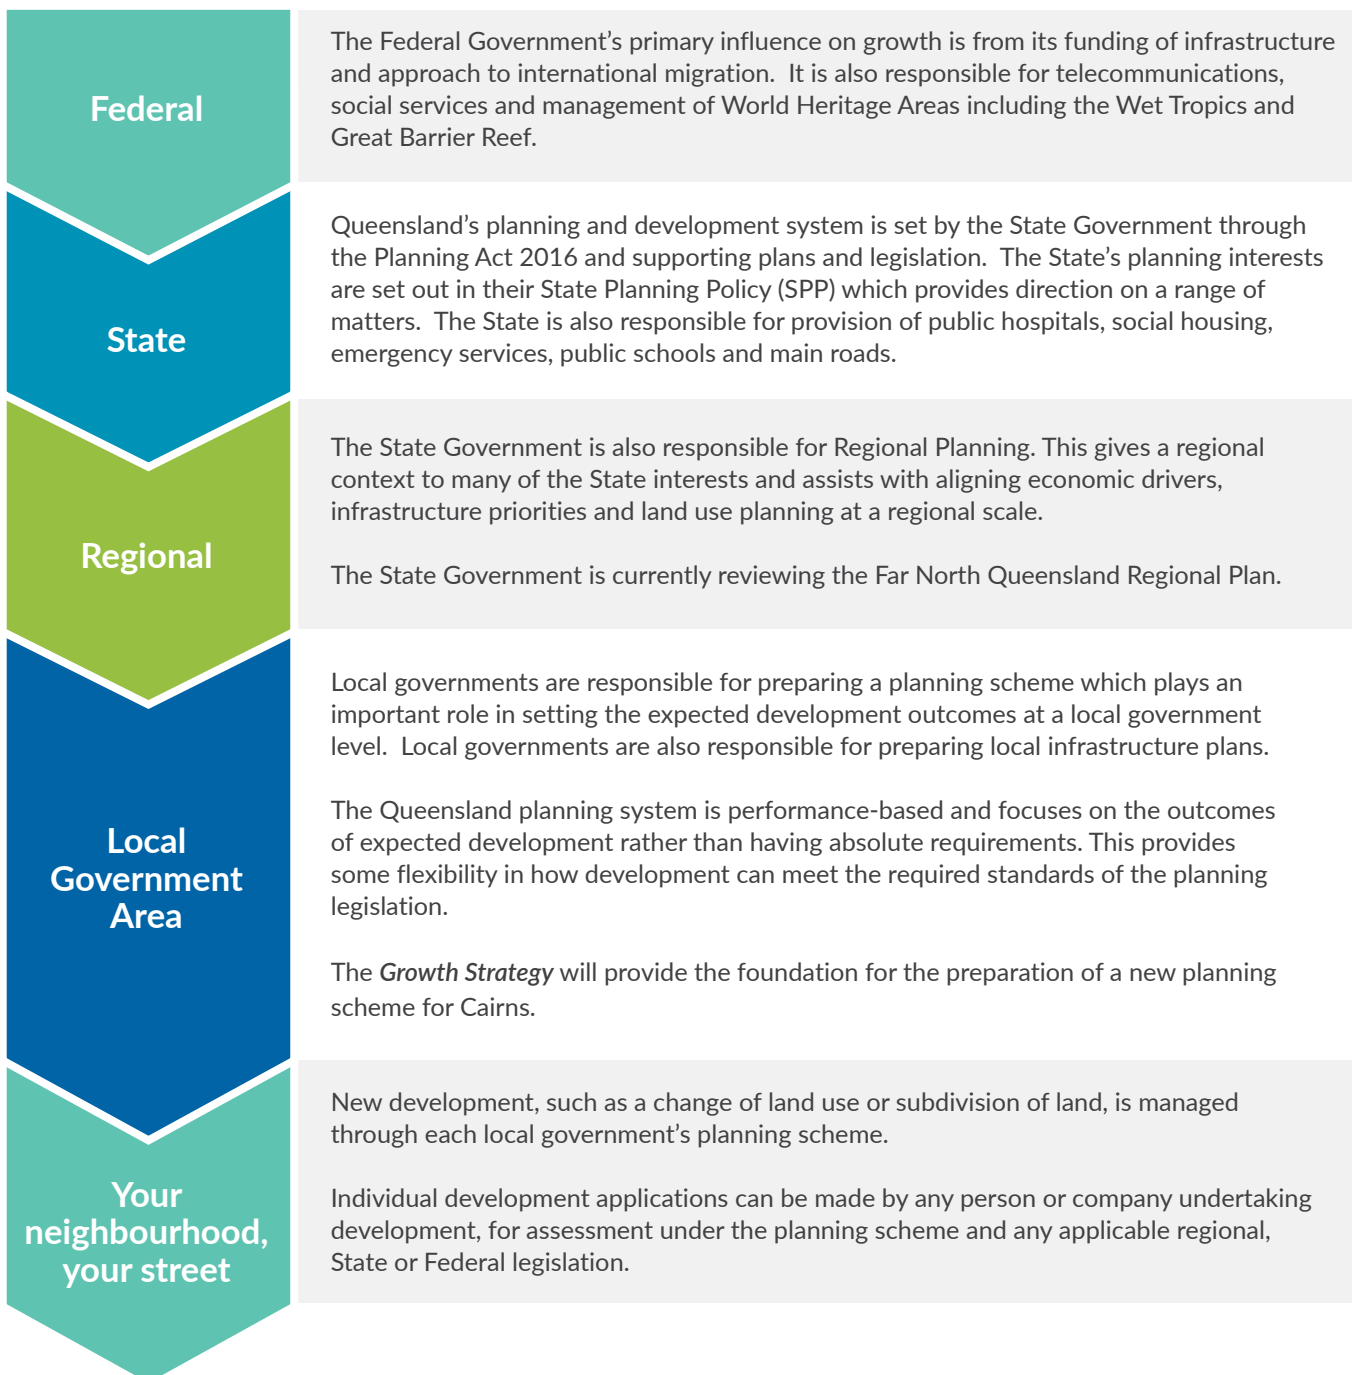 Federal
The Federal Government’s primary influence on growth is from its funding of infrastructure
and approach to international migration.  It is also responsible for telecommunications,
social services and management of World Heritage Areas including the Wet Tropics and
Great Barrier Reef.
State
Queensland’s planning and development system is set by the State Government through
the Planning Act 2016 and supporting plans and legislation.  The State’s planning interests
are set out in their State Planning Policy (SPP) which provides direction on a range of
matters.  The State is also responsible for provision of public hospitals, social housing,
emergency services, public schools and main roads.
Regional
The State Government is also responsible for Regional Planning. This gives a regional
context to many of the State interests and assists with aligning economic drivers,
infrastructure priorities and land use planning at a regional scale.
The State Government is currently reviewing the Far North Queensland Regional Plan.
Local
Government
Area
Local governments are responsible for preparing a planning scheme which plays an
important role in setting the expected development outcomes at a local government
level.  Local governments are also responsible for preparing local infrastructure plans.
The Queensland planning system is performance-based and focuses on the outcomes
of expected development rather than having absolute requirements. This provides
some flexibility in how development can meet the required standards of the planning
legislation.
The Growth Strategy will provide the foundation for the preparation of a new planning
scheme for Cairns.
Your
neighbourhood,
your street
New development, such as a change of land use or subdivision of land, is managed
through each local government’s planning scheme.
Individual development applications can be made by any person or company undertaking
development, for assessment under the planning scheme and any applicable regional,
State or Federal legislation.